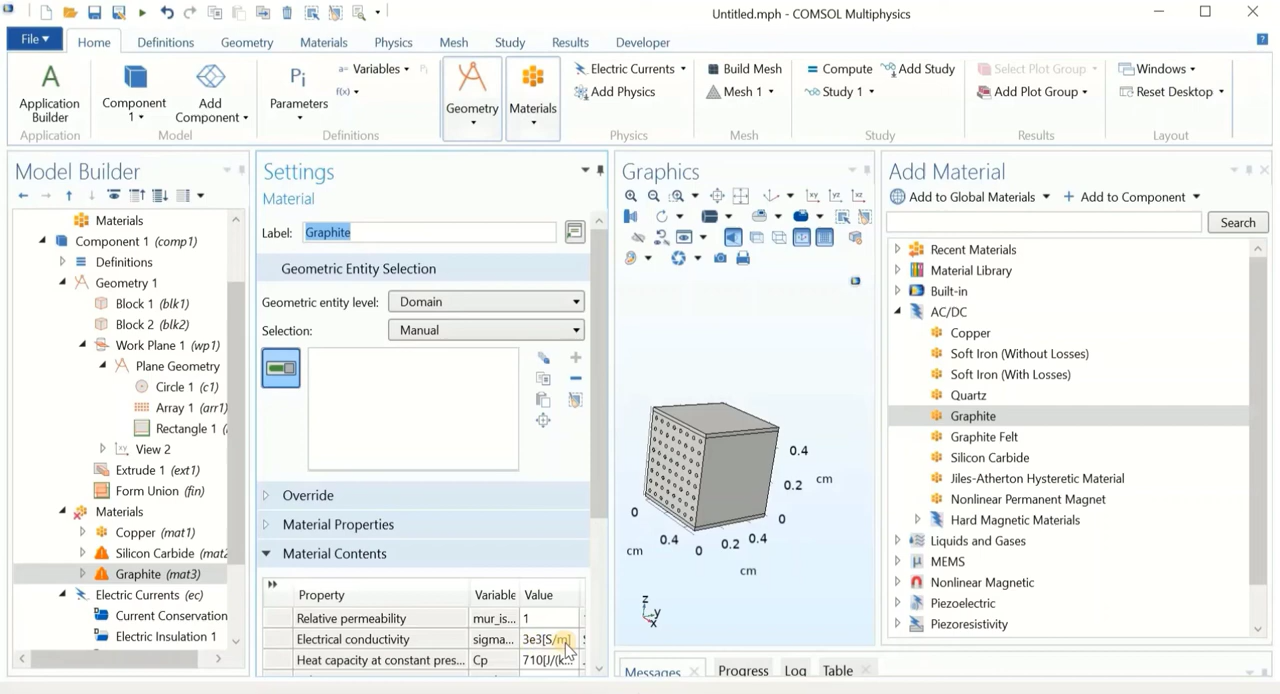 Untitled.mph - COMSOL Multiphysics
File
Home
Definitions
Geometry
Materials
Physics
Mesh
Study
Results
Developer
Application Builder
Application
Component 1
Add Component
Model
Pi
Parameters
a= Variables
f(x)
Definitions
Geometry
Materials
Electric Currents
Add Physics
Physics
Build Mesh
Mesh 1
Mesh
Compute
Study 1
Add Study
Study
Select Plot Group
Add Plot Group
Results
Windows
Reset Desktop
Layout
Model Builder
Materials
Component 1 (comp1)
Definitions
Geometry 1
Block 1 (blk1)
Block 2 (blk2)
Work Plane 1 (wp1)
Plane Geometry
Circle 1 (c1)
Array 1 (arr1)
Rectangle 1
View 2
Extrude 1 (ext1)
Form Union (fin)
Materials
Copper (mat1)
Silicon Carbide (mat2
Graphite (mat3)
Electric Currents (ec)
Current Conservation
Electric Insulation 1
Settings
Material
Label: Graphite
Geometric Entity Selection
Geometric entity level: Domain
Selection: Manual
Override
Material Properties
Material Contents
Property Variable Value
Relative permeability mur_is... 1
Electrical conductivity sigma... 3e3[S/m]
Heat capacity at constant pres... Cp 710[J/(k...
Graphics
xy
yz
xz
0.4
0.2
cm
0
0
cm
0.4
0
0.2
0.4
cm
z
y
x
Messages
Progress
Log
Table
Add Material
Add to Global Materials
Add to Component
Search
Recent Materials
Material Library
Built-in
AC/DC
Copper
Soft Iron (Without Losses)
Soft Iron (With Losses)
Quartz
Graphite
Graphite Felt
Silicon Carbide
Jiles-Atherton Hysteretic Material
Nonlinear Permanent Magnet
Hard Magnetic Materials
Liquids and Gases
MEMS
Nonlinear Magnetic
Piezoelectric
Piezoresistivity